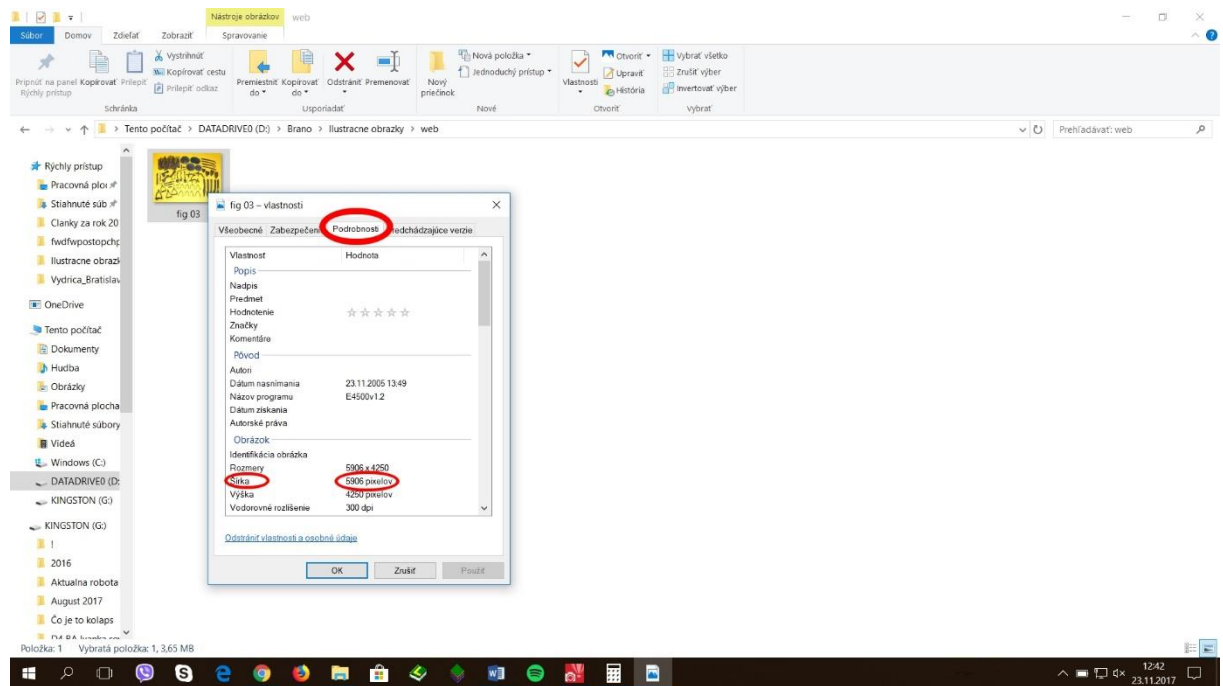 Nástroje obrázkov web
Súbor Domov Zdieľať Zobraziť Spravovanie
Pripnúť na panel Rýchly prístup
Kopírovať
Prilepiť
Vystrihnúť
Kopírovať cestu
Prilepiť odkaz
Schránka
Premiestniť do
Kopírovať do
Odstrániť
Premenovať
Usporiadať
Nový priečinok
Nová položka
Jednoduchý prístup
Nové
Vlastnosti
Otvoriť
Upraviť
História
Otvoriť
Vybrať všetko
Zrušiť výber
Invertovať výber
Vybrať
Tento počítač > DATADRIVE0 (D:) > Brano > Ilustracne obrazky > web
Prehľadávať: web
Rýchly prístup
Pracovná plo
Stiahnuté súb
Clanky za rok 20
fwdfwpostopchp
Ilustracne obrazk
Vydrica_Bratislav
OneDrive
Tento počítač
Dokumenty
Hudba
Obrázky
Pracovná plocha
Stiahnuté súbory
Videá
Windows (C:)
DATADRIVE0 (D:
KINGSTON (G:)
KINGSTON (G:)
!
2016
Aktualna robota
August 2017
Čo je to kolaps
fig 03
fig 03 – vlastnosti
Všeobecné Zabezpečeni Podrobnosti Predchádzajúce verzie
Vlastnosť Hodnota
Popis
Nadpis
Predmet
Hodnotenie
Značky
Komentáre
Pôvod
Autori
Dátum nasnímania 23.11.2005 13:49
Názov programu E4500v1.2
Dátum získania
Autorské práva
Obrázok
Identifikácia obrázka
Rozmery 5906 x 4250
Šírka 5906 pixelov
Výška 4250 pixelov
Vodorovné rozlíšenie 300 dpi
Odstrániť vlastnosti a osobné údaje
OK Zrušiť Použiť
Položka: 1 Vybratá položka: 1, 3,65 MB
12:42
23.11.2017